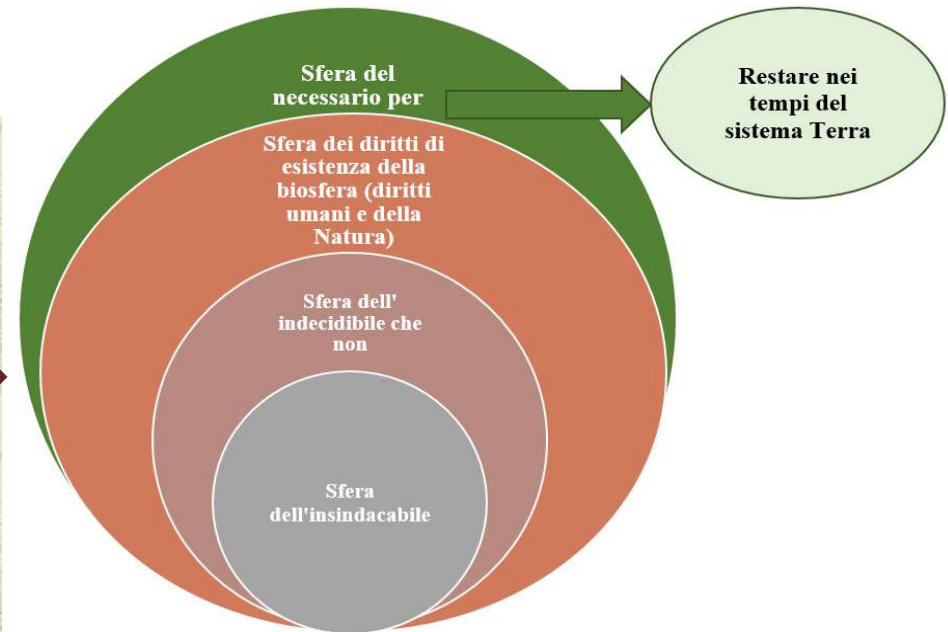 Sfera del
necessario per
Restare nei
tempi del
sistema Terra
Sfera dei diritti di
esistenza della
biosfera (diritti
umani e della
Natura)
Sfera dell'
indecidibile che
non
Sfera
dell'insindacabile